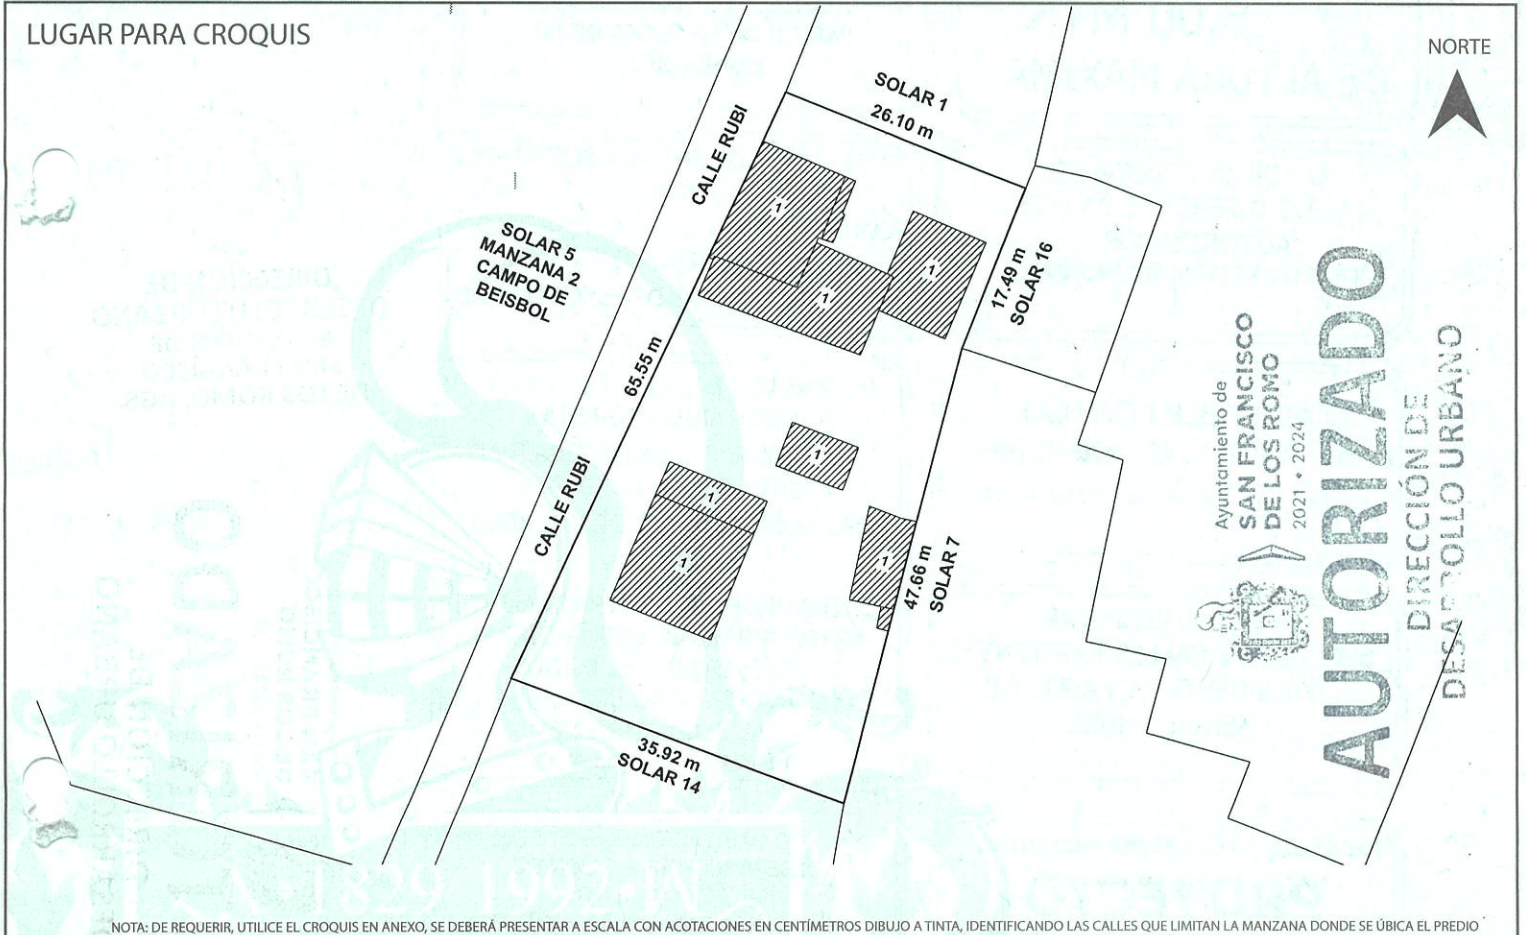 LUGAR PARA CROQUIS
NORTE
SOLAR 1
26.10 m
CALLE RUBI
SOLAR 5
MANZANA 2
CAMPO DE
BEISBOL
1
1
1
17.49 m
SOLAR 16
65.55 m
CALLE RUBI
1
1
1
1
47.66 m
SOLAR 7
35.92 m
SOLAR 14
Ayuntamiento de
SAN FRANCISCO
DE LOS ROMO
2021 • 2024
AUTORIZADO
DIRECCIÓN DE
DESARROLLO URBANO
1829 1992
NOTA: DE REQUERIR, UTILICE EL CROQUIS EN ANEXO, SE DEBERÁ PRESENTAR A ESCALA CON ACOTACIONES EN CENTÍMETROS DIBUJO A TINTA, IDENTIFICANDO LAS CALLES QUE LIMITAN LA MANZANA DONDE SE ÚBICA EL PREDIO